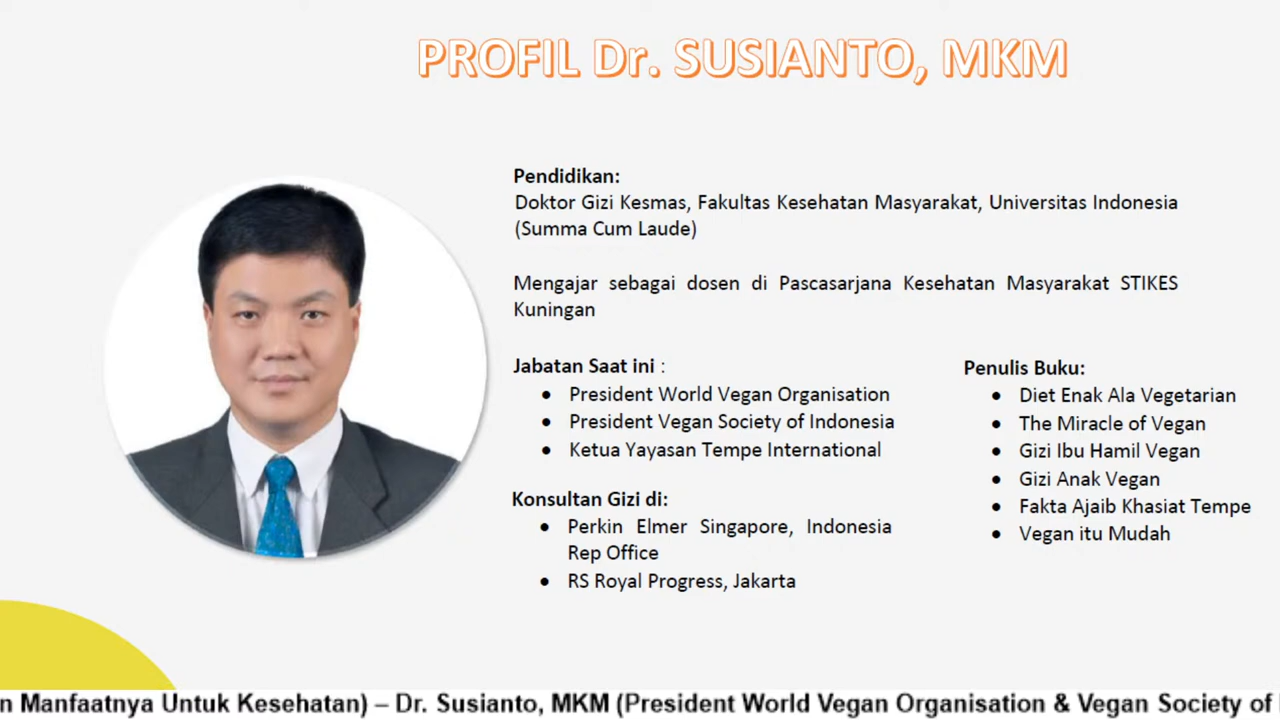 PROFIL Dr. SUSIANTO, MKM
Pendidikan:
Doktor Gizi Kesmas, Fakultas Kesehatan Masyarakat, Universitas Indonesia
(Summa Cum Laude)
Mengajar sebagai dosen di Pascasarjana Kesehatan Masyarakat STIKES
Kuningan
Jabatan Saat ini :
• President World Vegan Organisation
• President Vegan Society of Indonesia
• Ketua Yayasan Tempe International
Konsultan Gizi di:
• Perkin Elmer Singapore, Indonesia
Rep Office
• RS Royal Progress, Jakarta
Penulis Buku:
• Diet Enak Ala Vegetarian
• The Miracle of Vegan
• Gizi Ibu Hamil Vegan
• Gizi Anak Vegan
• Fakta Ajaib Khasiat Tempe
• Vegan itu Mudah
n Manfaatnya Untuk Kesehatan) – Dr. Susianto, MKM (President World Vegan Organisation & Vegan Society of